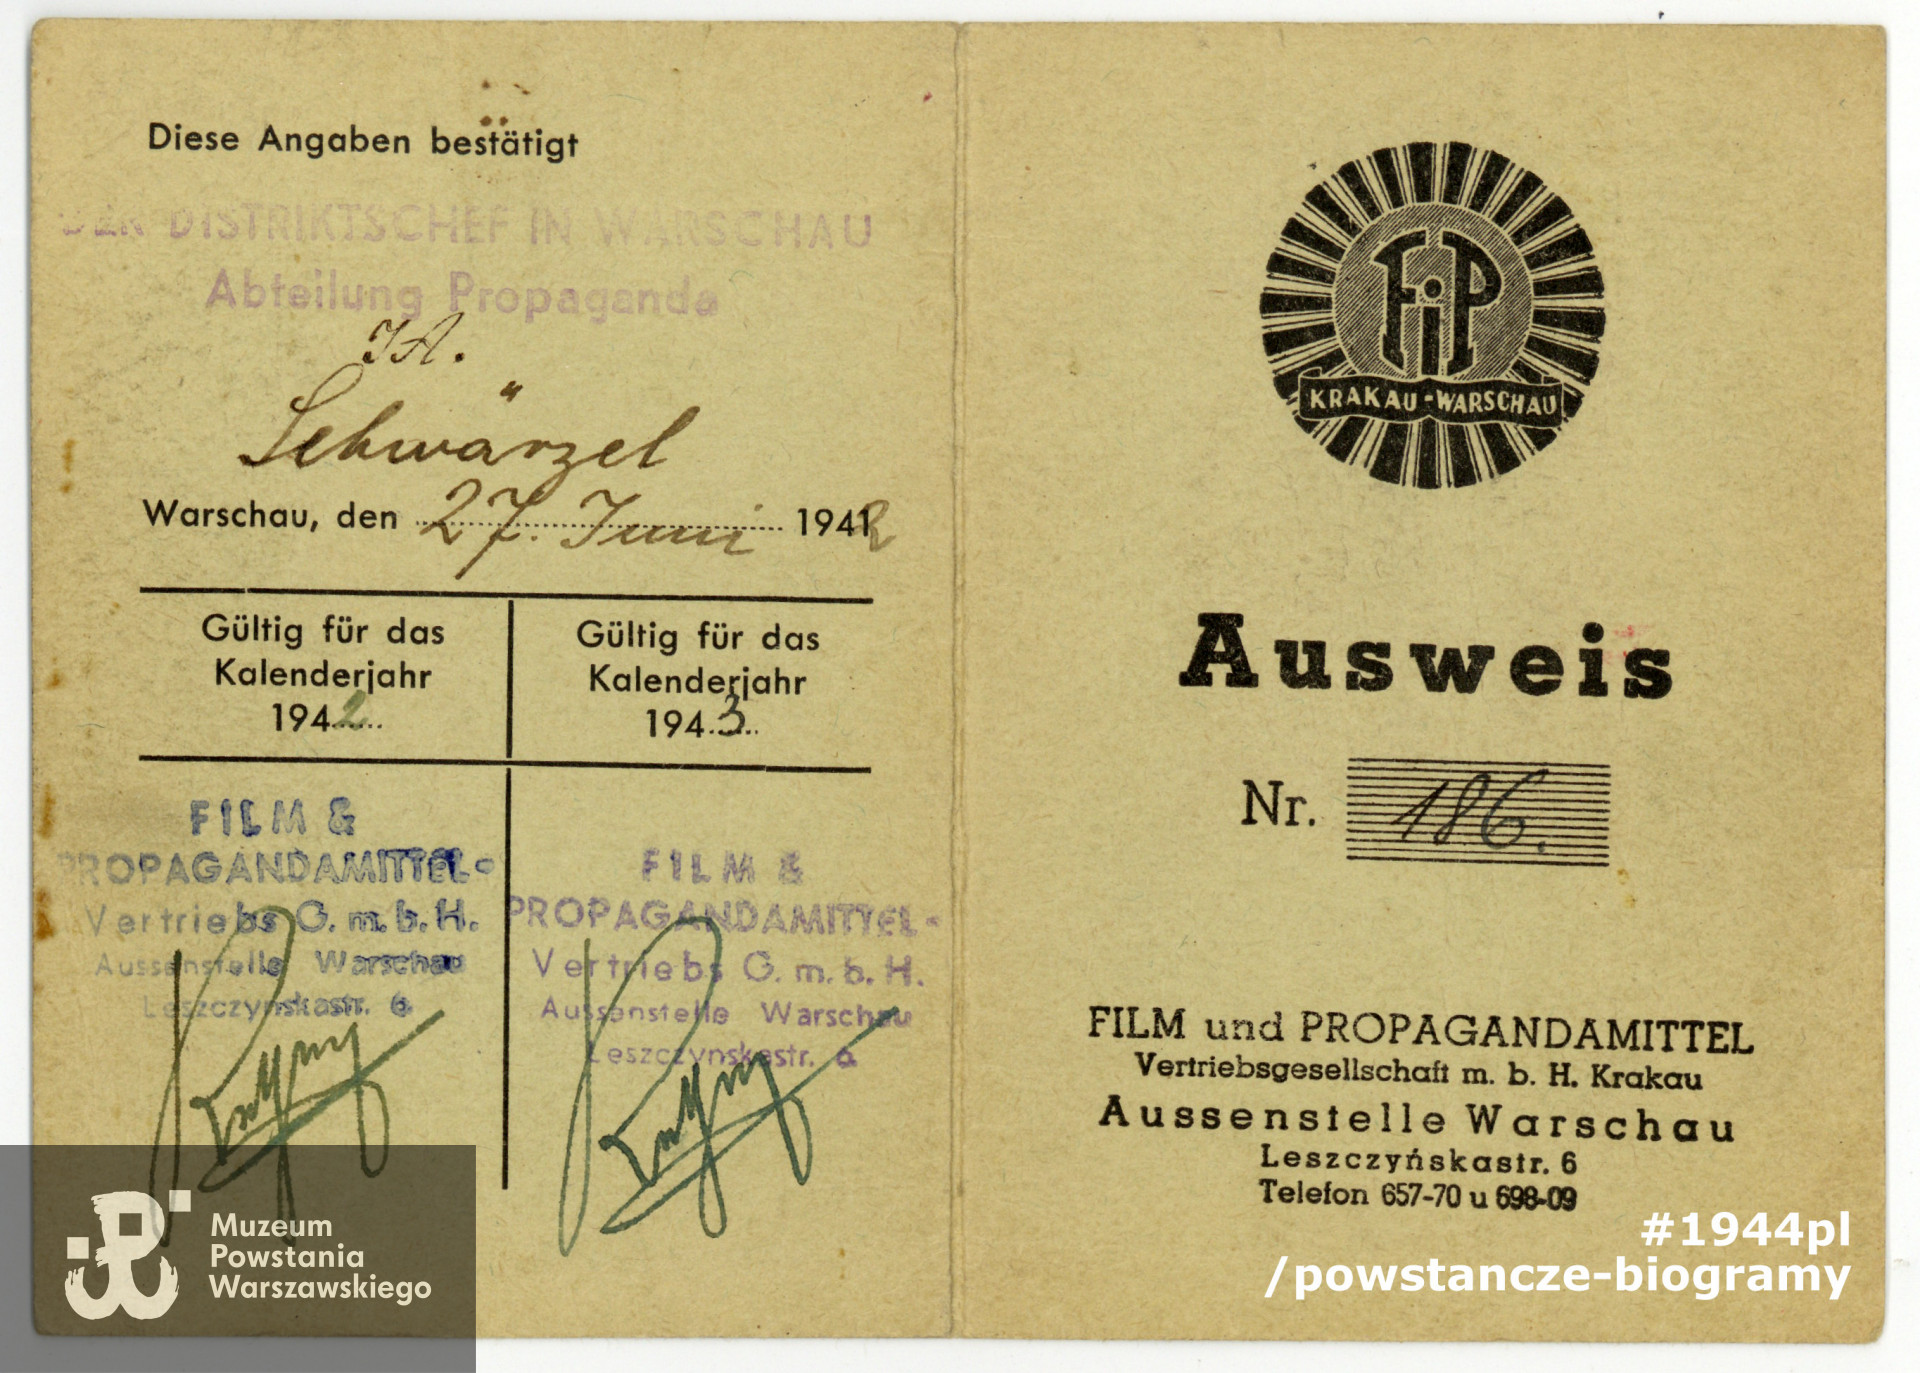 Diese Angaben bestätigt
DER DISTRIKTSCHEF IN WARSCHAU
Abteilung Propaganda
IA.
Schwärzel
Warschau, den 27. Juni 1942
Gültig für das
Kalenderjahr
1942
Gültig für das
Kalenderjahr
1943
FILM &
PROPAGANDAMITTEL-
Vertriebs G.m.b.H.
Aussenstelle Warschau
Leszczynskastr. 6
FILM &
PROPAGANDAMITTEL-
Vertriebs G.m.b.H.
Aussenstelle Warschau
Leszczynskastr. 6
FiP
KRAKAU-WARSCHAU
Ausweis
Nr. 186.
FILM und PROPAGANDAMITTEL
Vertriebsgesellschaft m. b. H. Krakau
Aussenstelle Warschau
Leszczyńskastr. 6
Telefon 657-70 u 698-09
Muzeum
Powstania
Warszawskiego
#1944pl
/powstancze-biogramy